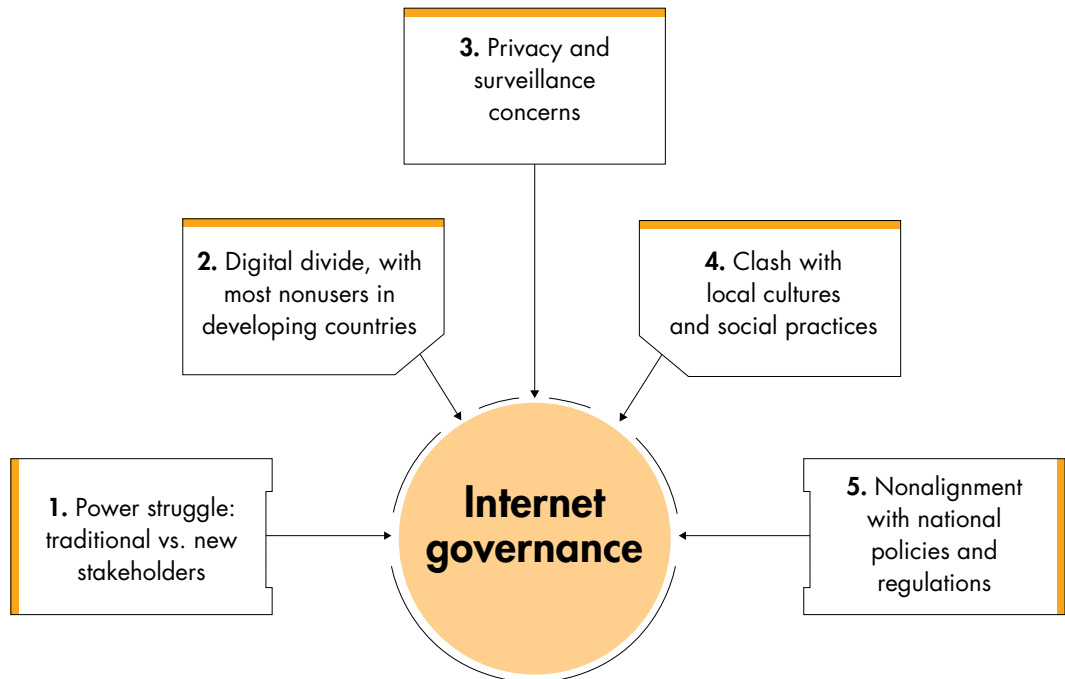 1. Power struggle:
traditional vs. new
stakeholders
2. Digital divide, with
most nonusers in
developing countries
3. Privacy and
surveillance
concerns
4. Clash with
local cultures
and social practices
5. Nonalignment
with national
policies and
regulations
Internet
governance